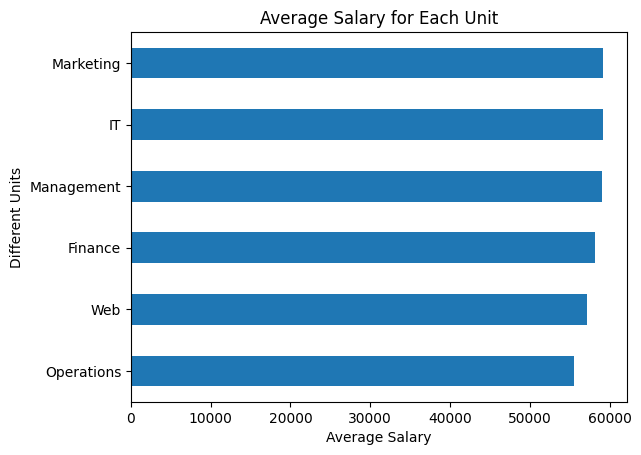 Average Salary for Each Unit
Different Units
Marketing
IT
Management
Finance
Web
Operations
0 10000 20000 30000 40000 50000 60000
Average Salary